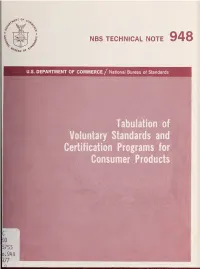 NBS TECHNICAL NOTE 948
U.S. DEPARTMENT OF COMMERCE / National Bureau of Standards
Tabulation of
Voluntary Standards and
Certification Programs for
Consumer Products